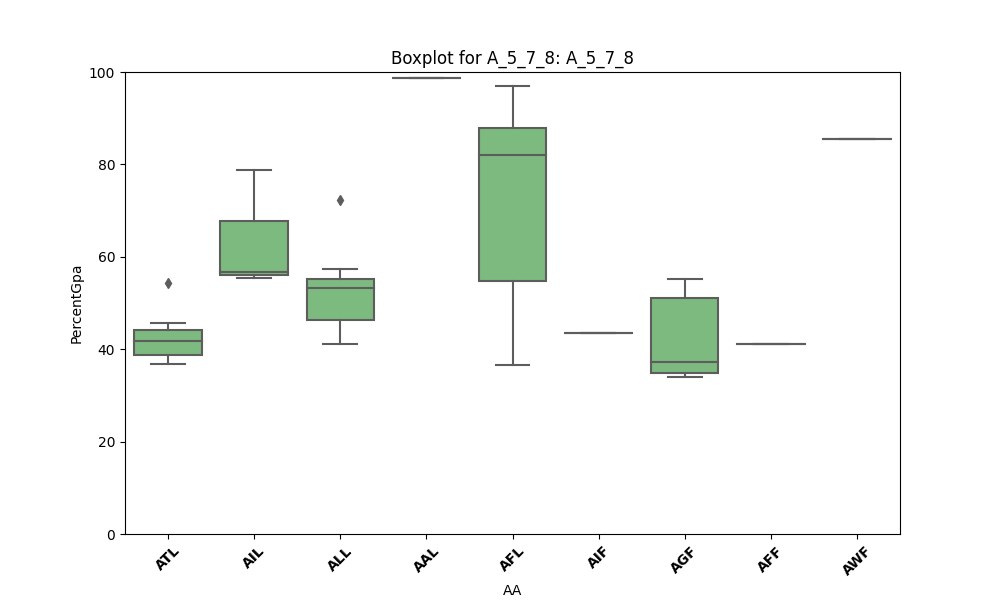 Boxplot for A_5_7_8: A_5_7_8
100
80
60
40
20
0
PercentGpa
ATL
AIL
ALL
AAL
AFL
AIF
AGF
AFF
AWF
AA